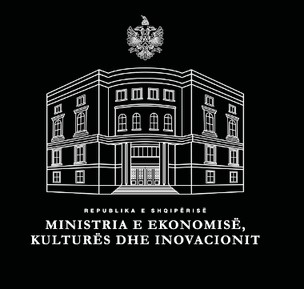 REPUBLIKA E SHQIPËRISË
MINISTRIA E EKONOMISË,
KULTURËS DHE INOVACIONIT